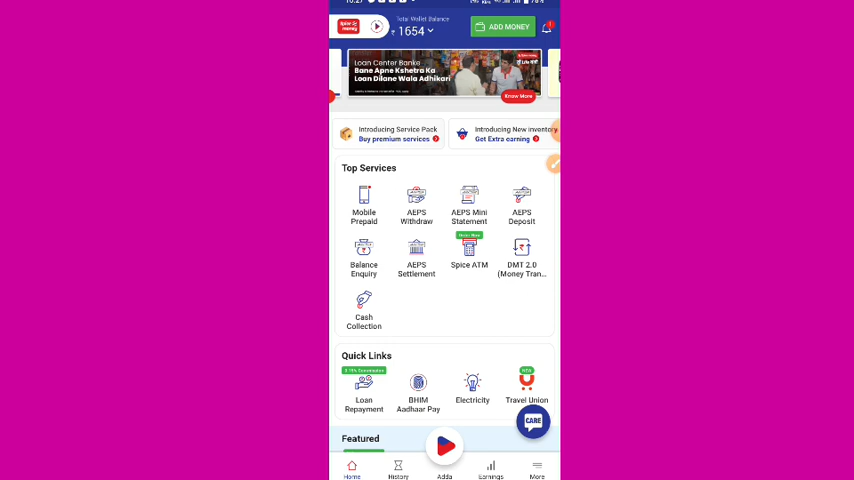 spice money
Total Wallet Balance
₹ 1654
ADD MONEY
Loan Center Banke
Bane Apne Kshetra Ka
Loan Dilane Wala Adhikari
Know More
Introducing Service Pack
Buy premium services
Introducing New inventory
Get Extra earning
Top Services
Mobile
Prepaid
AEPS
Withdraw
AEPS Mini
Statement
AEPS
Deposit
Balance
Enquiry
AEPS
Settlement
Spice ATM
DMT 2.0
(Money Tran...
Cash
Collection
Quick Links
Loan
Repayment
BHIM
Aadhaar Pay
Electricity
NEW
Travel Union
CARE
Featured
Home
History
Adda
Earnings
More